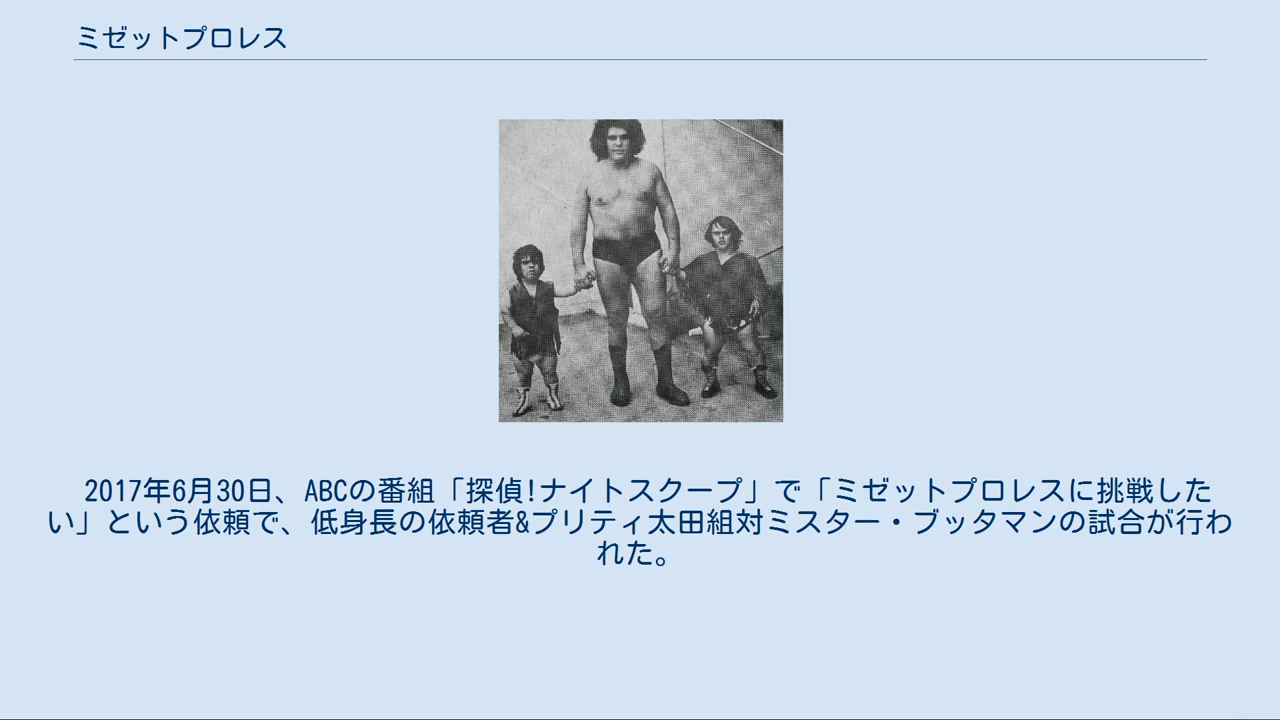 ミゼットプロレス
2017年6月30日、ABCの番組「探偵!ナイトスクープ」で「ミゼットプロレスに挑戦した
い」という依頼で、低身長の依頼者&プリティ太田組対ミスター・ブッタマンの試合が行わ
れた。